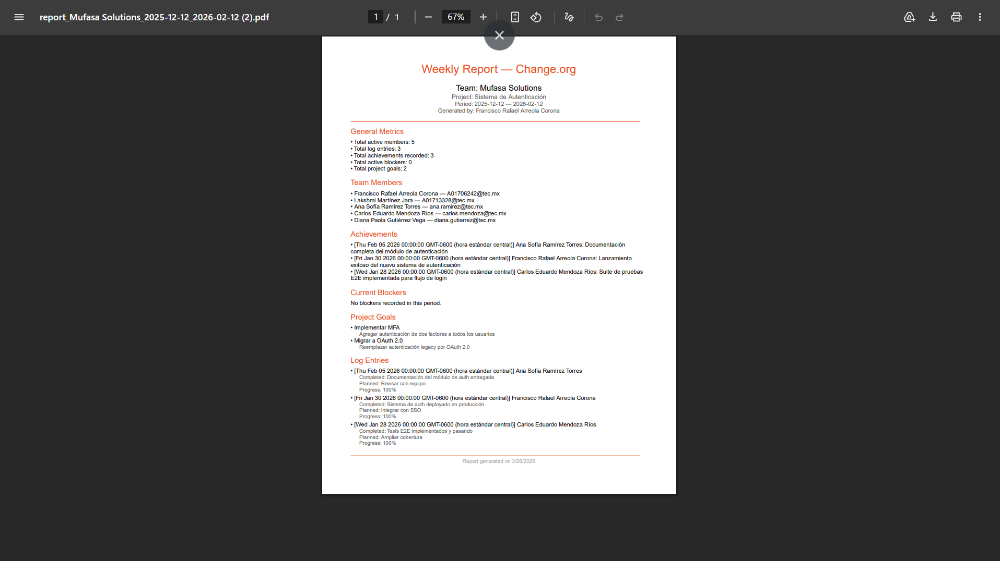 report_Mufasa Solutions_2025-12-12_2026-02-12 (2).pdf
1 / 1
67%
Weekly Report — Change.org
Team: Mufasa Solutions
Project: Sistema de Autenticación
Period: 2025-12-12 — 2026-02-12
Generated by: Francisco Rafael Arreola Corona
General Metrics
• Total active members: 5
• Total log entries: 3
• Total achievements recorded: 3
• Total active blockers: 0
• Total project goals: 2
Team Members
• Francisco Rafael Arreola Corona — A01706242@tec.mx
• Lakshmi Martínez Jara — A01713328@tec.mx
• Ana Sofía Ramírez Torres — ana.ramirez@tec.mx
• Carlos Eduardo Mendoza Ríos — carlos.mendoza@tec.mx
• Diana Paola Gutiérrez Vega — diana.gutierrez@tec.mx
Achievements
• [Thu Feb 05 2026 00:00:00 GMT-0600 (hora estándar central)] Ana Sofía Ramírez Torres: Documentación
completa del módulo de autenticación
• [Fri Jan 30 2026 00:00:00 GMT-0600 (hora estándar central)] Francisco Rafael Arreola Corona: Lanzamiento
exitoso del nuevo sistema de autenticación
• [Wed Jan 28 2026 00:00:00 GMT-0600 (hora estándar central)] Carlos Eduardo Mendoza Ríos: Suite de pruebas
E2E implementada para flujo de login
Current Blockers
No blockers recorded in this period.
Project Goals
• Implementar MFA
Agregar autenticación de dos factores a todos los usuarios
• Migrar a OAuth 2.0
Reemplazar autenticación legacy por OAuth 2.0
Log Entries
• [Thu Feb 05 2026 00:00:00 GMT-0600 (hora estándar central)] Ana Sofía Ramírez Torres
Completed: Documentación del módulo de auth entregada
Planned: Revisar con equipo
Progress: 100%
• [Fri Jan 30 2026 00:00:00 GMT-0600 (hora estándar central)] Francisco Rafael Arreola Corona
Completed: Sistema de auth deployado en producción
Planned: Integrar con SSO
Progress: 100%
• [Wed Jan 28 2026 00:00:00 GMT-0600 (hora estándar central)] Carlos Eduardo Mendoza Ríos
Completed: Tests E2E implementados y pasando
Planned: Ampliar cobertura
Progress: 100%
Report generated on 3/26/2026